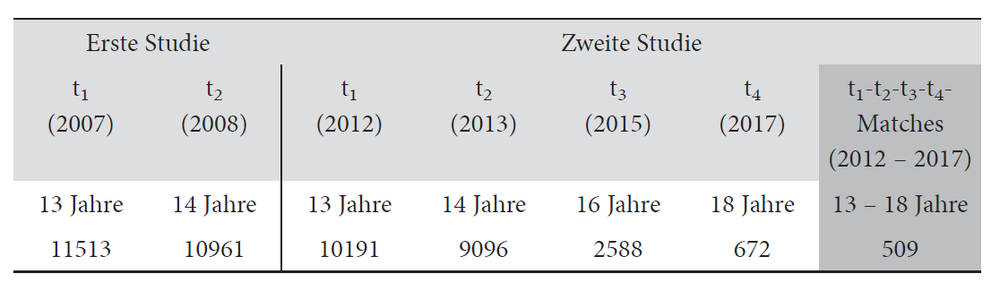 Erste Studie Zweite Studie
t₁ t₂ t₁ t₂ t₃ t₄ t₁-t₂-t₃-t₄-
(2007) (2008) (2012) (2013) (2015) (2017) Matches
(2012 – 2017)
13 Jahre 14 Jahre 13 Jahre 14 Jahre 16 Jahre 18 Jahre 13 – 18 Jahre
11513 10961 10191 9096 2588 672 509